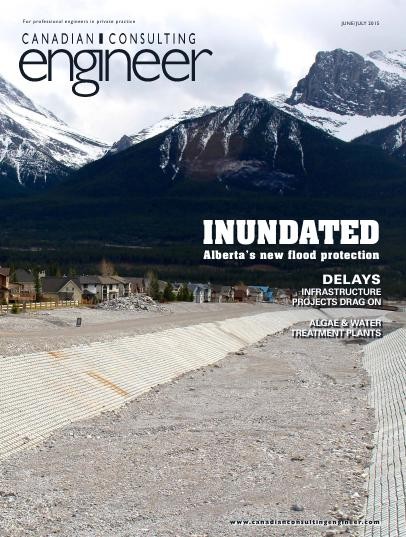 For professional engineers in private practice
JUNE/JULY 2015
CANADIAN CONSULTING
engineer
INUNDATED
Alberta's new flood protection
DELAYS
INFRASTRUCTURE
PROJECTS DRAG ON
ALGAE & WATER
TREATMENT PLANTS
www.canadianconsultingengineer.com